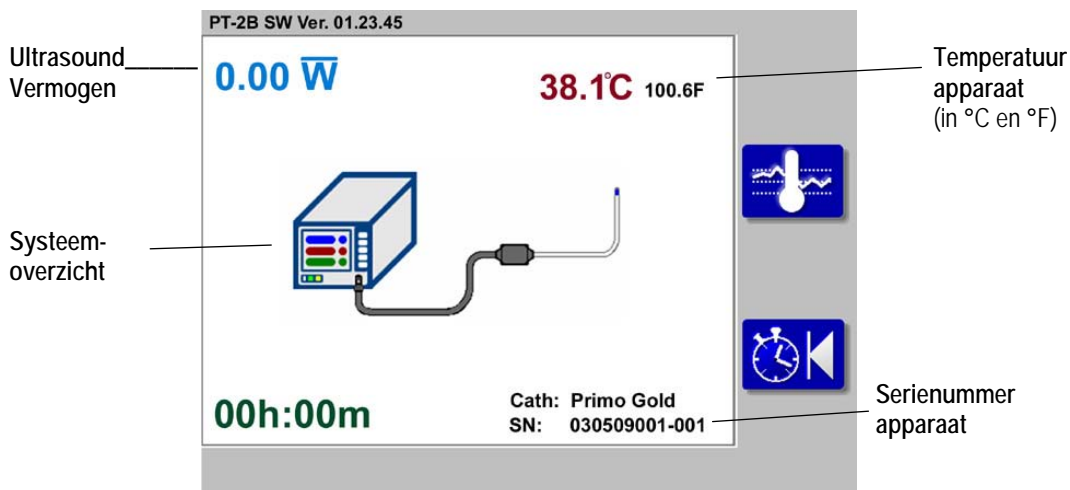 PT-2B SW Ver. 01.23.45
Ultrasound______
Vermogen
0.00 W̅
38.1°C 100.6F
Temperatuur
apparaat
(in °C en °F)
Systeem-
overzicht
00h:00m
Cath: Primo Gold
SN: 030509001-001
Serienummer
apparaat